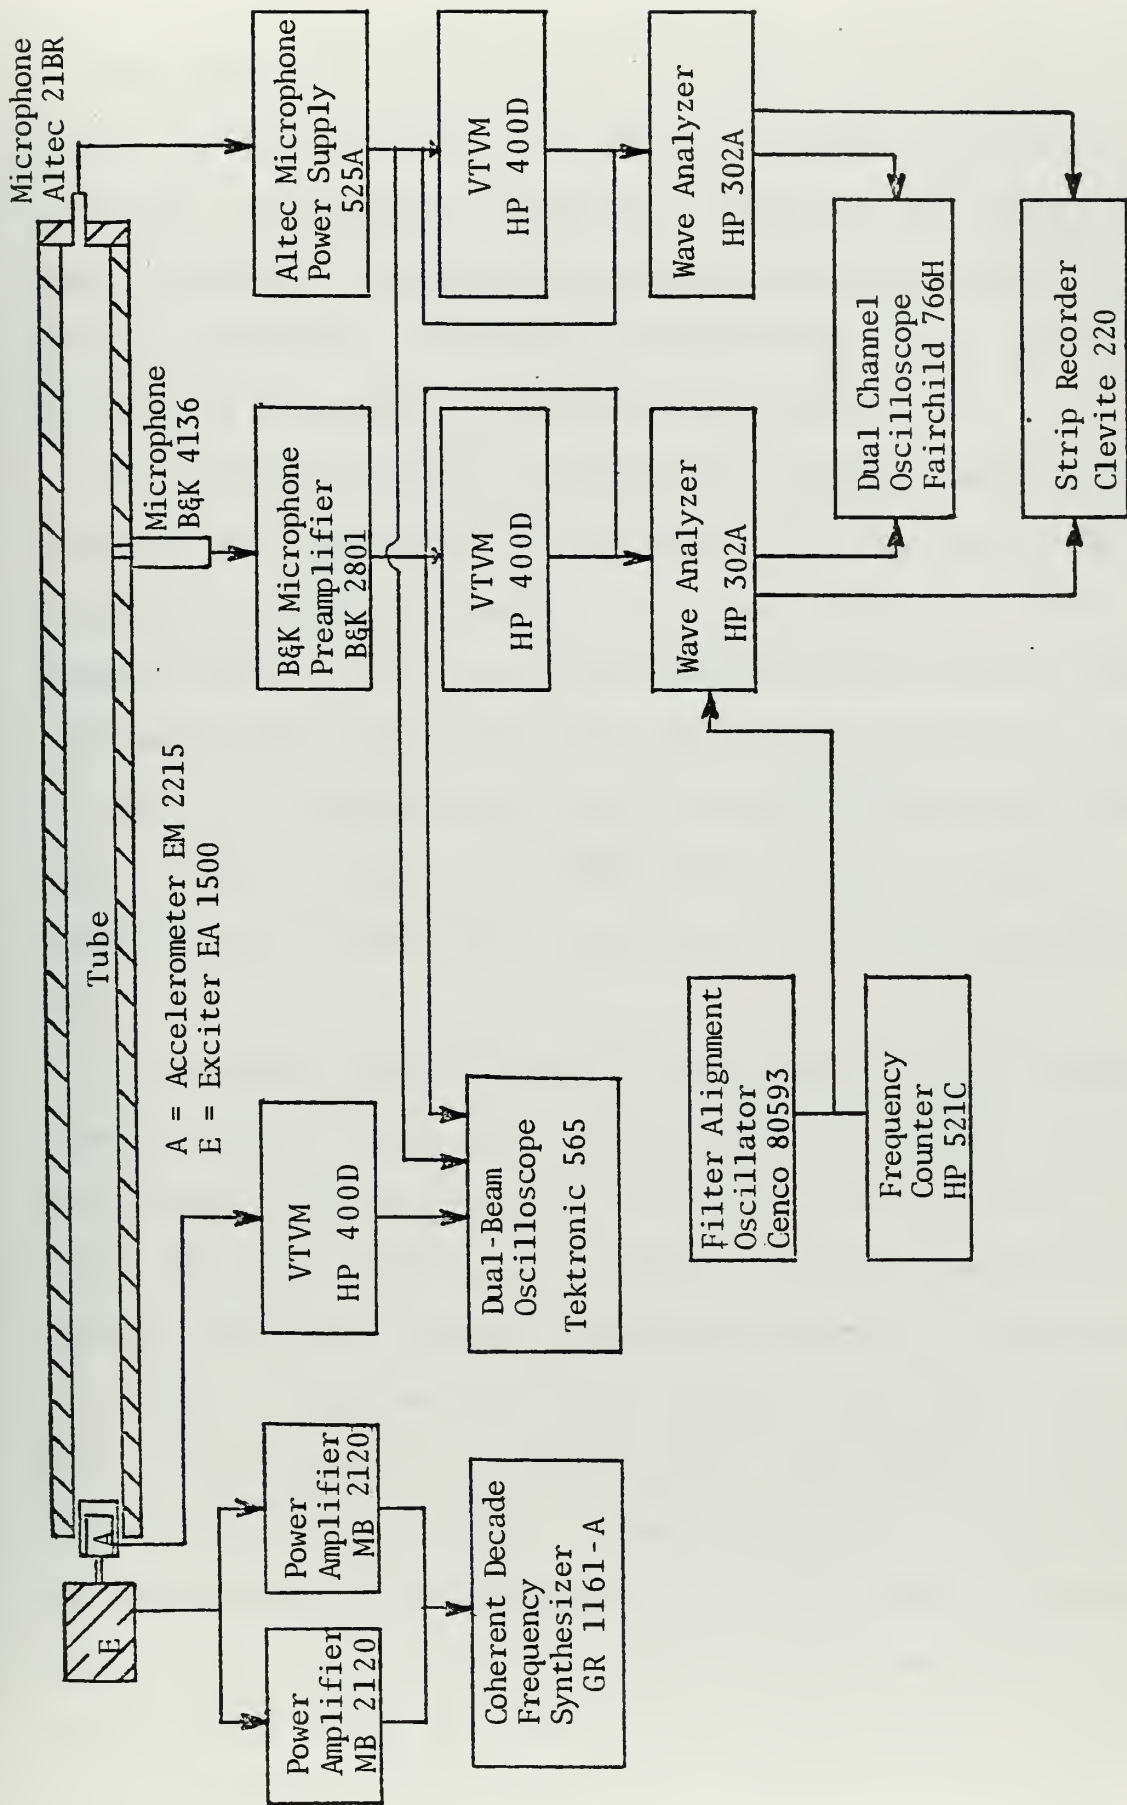 Microphone
Altec 21BR
Tube
Microphone
B&K 4136
A = Accelerometer EM 2215
E = Exciter EA 1500
A
E
Altec Microphone
Power Supply
525A
B&K Microphone
Preamplifier
B&K 2801
VTVM
HP 400D
Power
Amplifier
MB 2120
Power
Amplifier
MB 2120
VTVM
HP 400D
VTVM
HP 400D
Dual-Beam
Oscilloscope
Tektronic 565
Coherent Decade
Frequency
Synthesizer
GR 1161-A
Wave Analyzer
HP 302A
Wave Analyzer
HP 302A
Filter Alignment
Oscillator
Cenco 80593
Dual Channel
Oscilloscope
Fairchild 766H
Frequency
Counter
HP 521C
Strip Recorder
Clevite 220